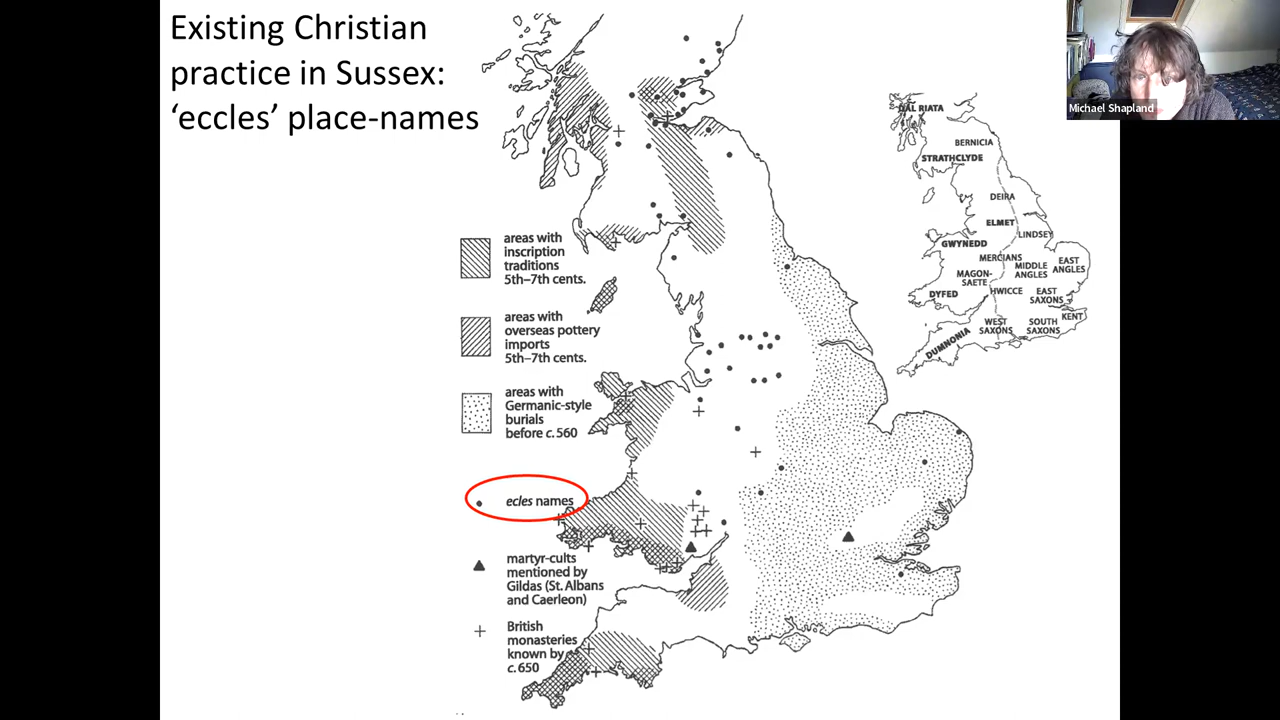 Existing Christian
practice in Sussex:
‘eccles’ place-names
areas with
inscription
traditions
5th–7th cents.
areas with
overseas pottery
imports
5th–7th cents.
areas with
Germanic-style
burials
before c.560
ecles names
martyr-cults
mentioned by
Gildas (St. Albans
and Caerleon)
British
monasteries
known by
c.650
DAL RIATA
BERNICIA
STRATHCLYDE
DEIRA
ELMET
LINDSEY
GWYNEDD
MERCIANS
MIDDLE
ANGLES
EAST
ANGLES
MAGON-
SAETE
DYFED
HWICCE
EAST
SAXONS
KENT
WEST
SAXONS
SOUTH
SAXONS
DUMNONIA
Michael Shapland